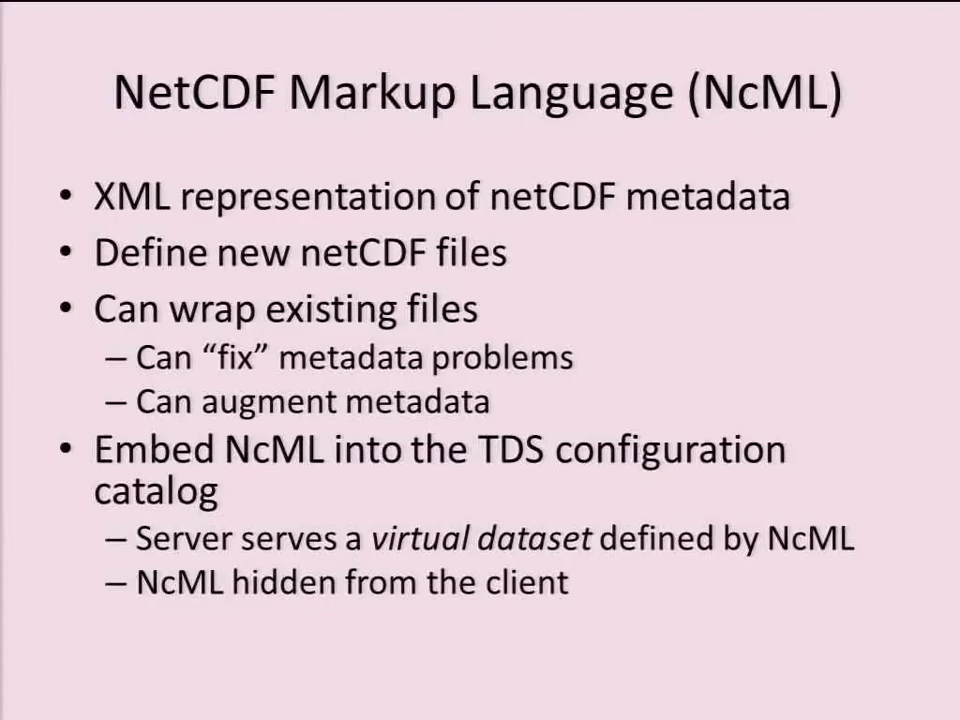 NetCDF Markup Language (NcML)
• XML representation of netCDF metadata
• Define new netCDF files
• Can wrap existing files
– Can “fix” metadata problems
– Can augment metadata
• Embed NcML into the TDS configuration
catalog
– Server serves a virtual dataset defined by NcML
– NcML hidden from the client